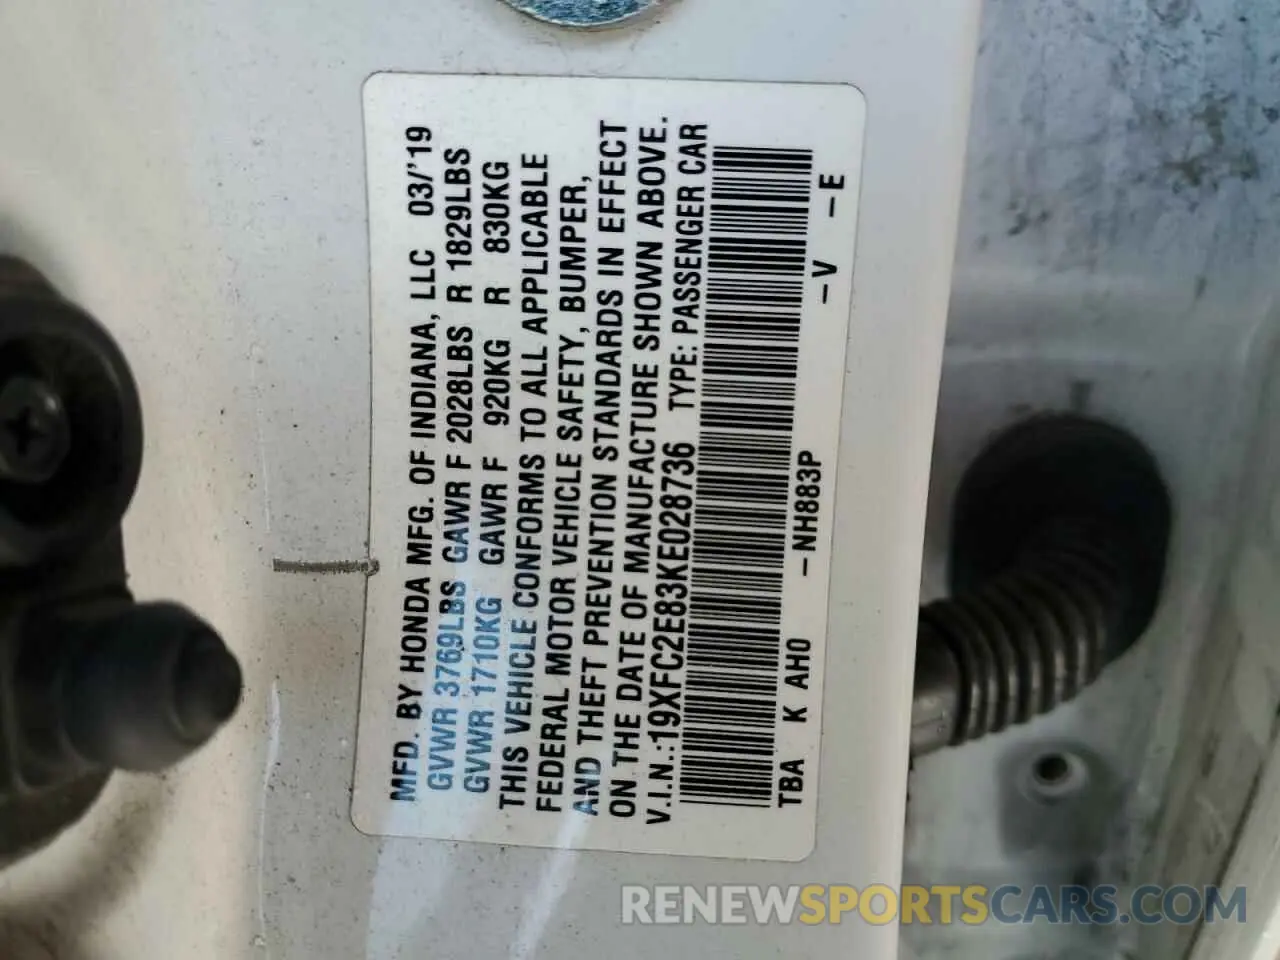 MFD. BY HONDA MFG. OF INDIANA, LLC 03/'19
GVWR 3769LBS GAWR F 2028LBS R 1829LBS
GVWR 1710KG GAWR F 920KG R 830KG
THIS VEHICLE CONFORMS TO ALL APPLICABLE
FEDERAL MOTOR VEHICLE SAFETY, BUMPER,
AND THEFT PREVENTION STANDARDS IN EFFECT
ON THE DATE OF MANUFACTURE SHOWN ABOVE.
V.I.N.:19XFC2E83KE028736 TYPE: PASSENGER CAR
TBA K AH0 -NH883P -V -E
RENEWSPORTSCARS.COM